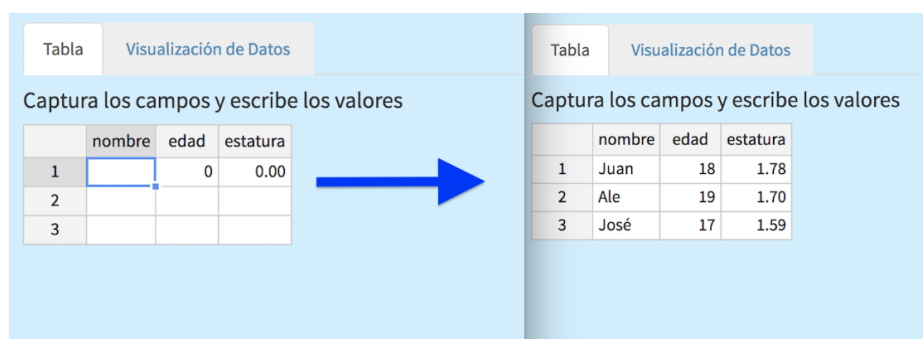 Tabla Visualización de Datos
Captura los campos y escribe los valores
nombre edad estatura
1 0 0.00
2
3
Tabla Visualización de Datos
Captura los campos y escribe los valores
nombre edad estatura
1 Juan 18 1.78
2 Ale 19 1.70
3 José 17 1.59